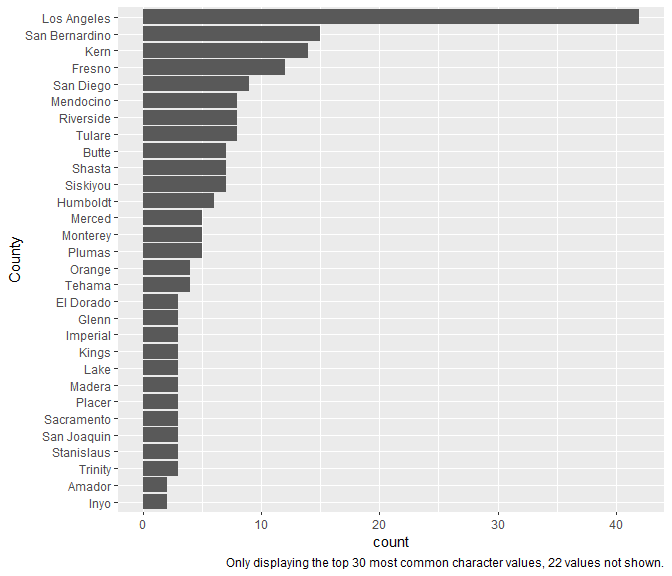 Los Angeles
San Bernardino
Kern
Fresno
San Diego
Mendocino
Riverside
Tulare
Butte
Shasta
Siskiyou
Humboldt
Merced
Monterey
Plumas
Orange
Tehama
El Dorado
Glenn
Imperial
Kings
Lake
Madera
Placer
Sacramento
San Joaquin
Stanislaus
Trinity
Amador
Inyo
County
0 10 20 30 40
count
Only displaying the top 30 most common character values, 22 values not shown.